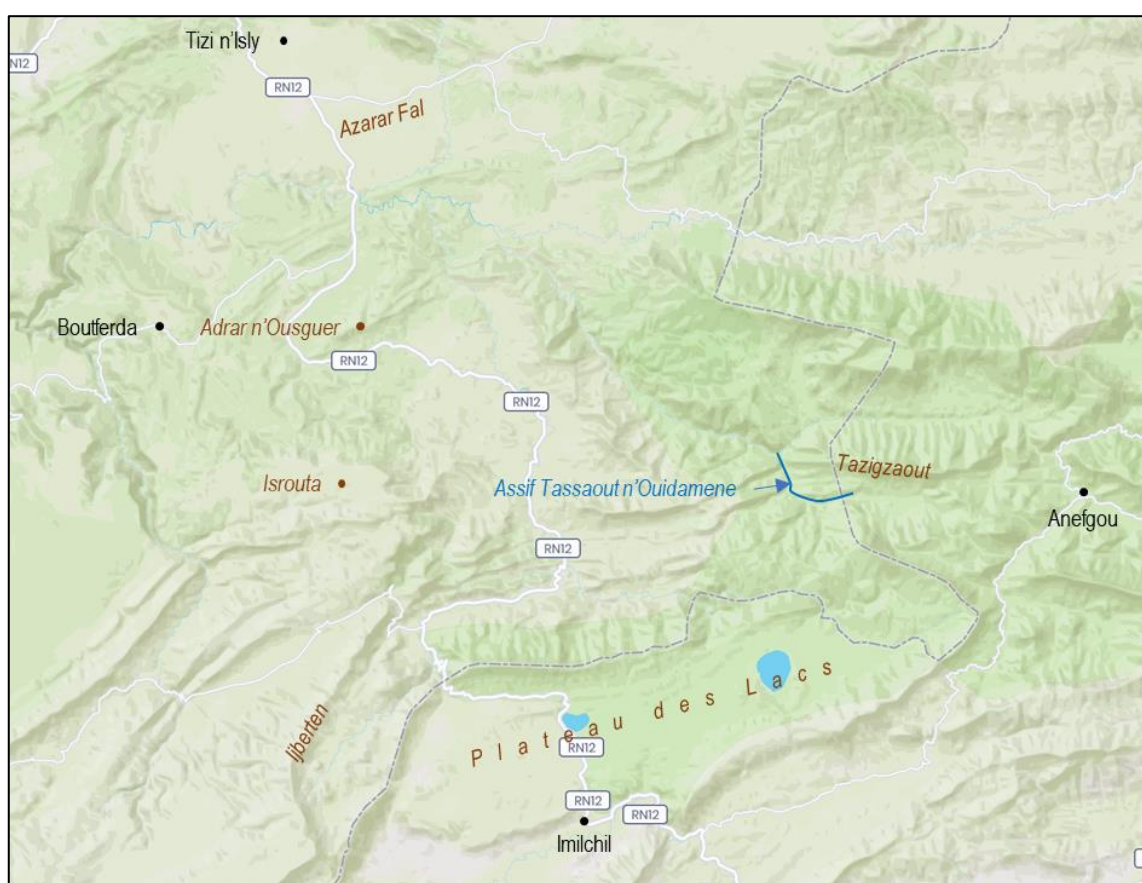 Tizi n'Isly
N12
RN12
Azarar Fal
Boutferda
Adrar n'Ousguer
RN12
RN12
Isrouta
Assif Tassaout n'Ouidamene
Tazigzaout
Anefgou
RN12
Ijberten
Plateau des Lacs
RN12
RN12
RN12
Imilchil